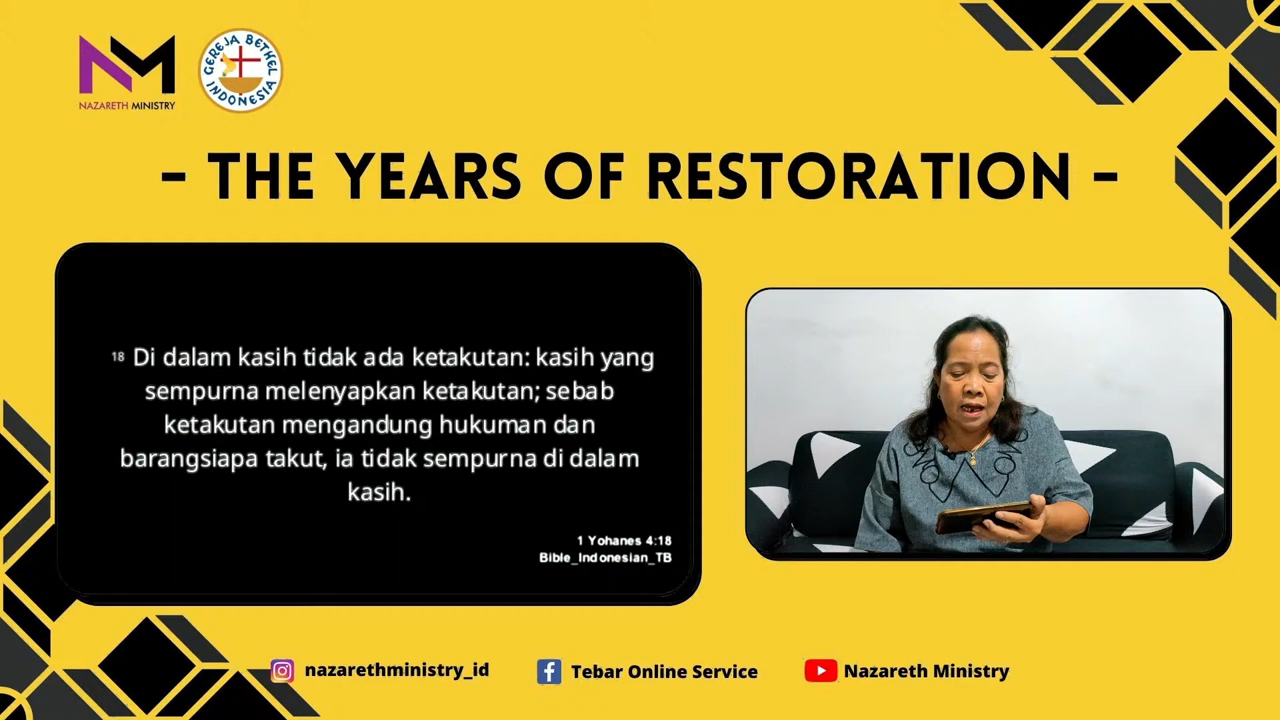 NM
NAZARETH MINISTRY
GEREJA BETHEL INDONESIA
- THE YEARS OF RESTORATION -
18 Di dalam kasih tidak ada ketakutan: kasih yang
sempurna melenyapkan ketakutan; sebab
ketakutan mengandung hukuman dan
barangsiapa takut, ia tidak sempurna di dalam
kasih.
1 Yohanes 4:18
Bible_Indonesian_TB
nazarethministry_id
Tebar Online Service
Nazareth Ministry